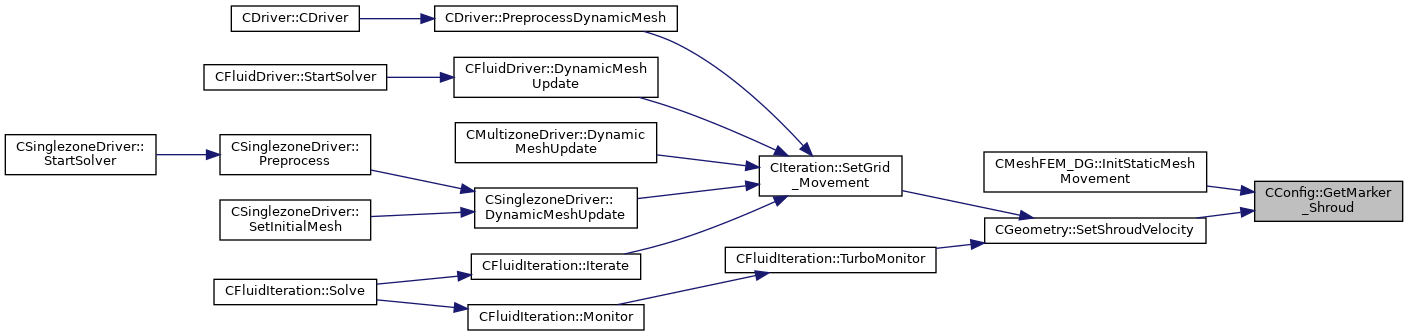 CDriver::CDriver
CDriver::PreprocessDynamicMesh
CFluidDriver::StartSolver
CFluidDriver::DynamicMesh
Update
CMultizoneDriver::Dynamic
MeshUpdate
CSinglezoneDriver::
StartSolver
CSinglezoneDriver::
Preprocess
CSinglezoneDriver::
SetInitialMesh
CSinglezoneDriver::
DynamicMeshUpdate
CIteration::SetGrid
_Movement
CMeshFEM_DG::InitStaticMesh
Movement
CConfig::GetMarker
_Shroud
CGeometry::SetShroudVelocity
CFluidIteration::TurboMonitor
CFluidIteration::Iterate
CFluidIteration::Solve
CFluidIteration::Monitor